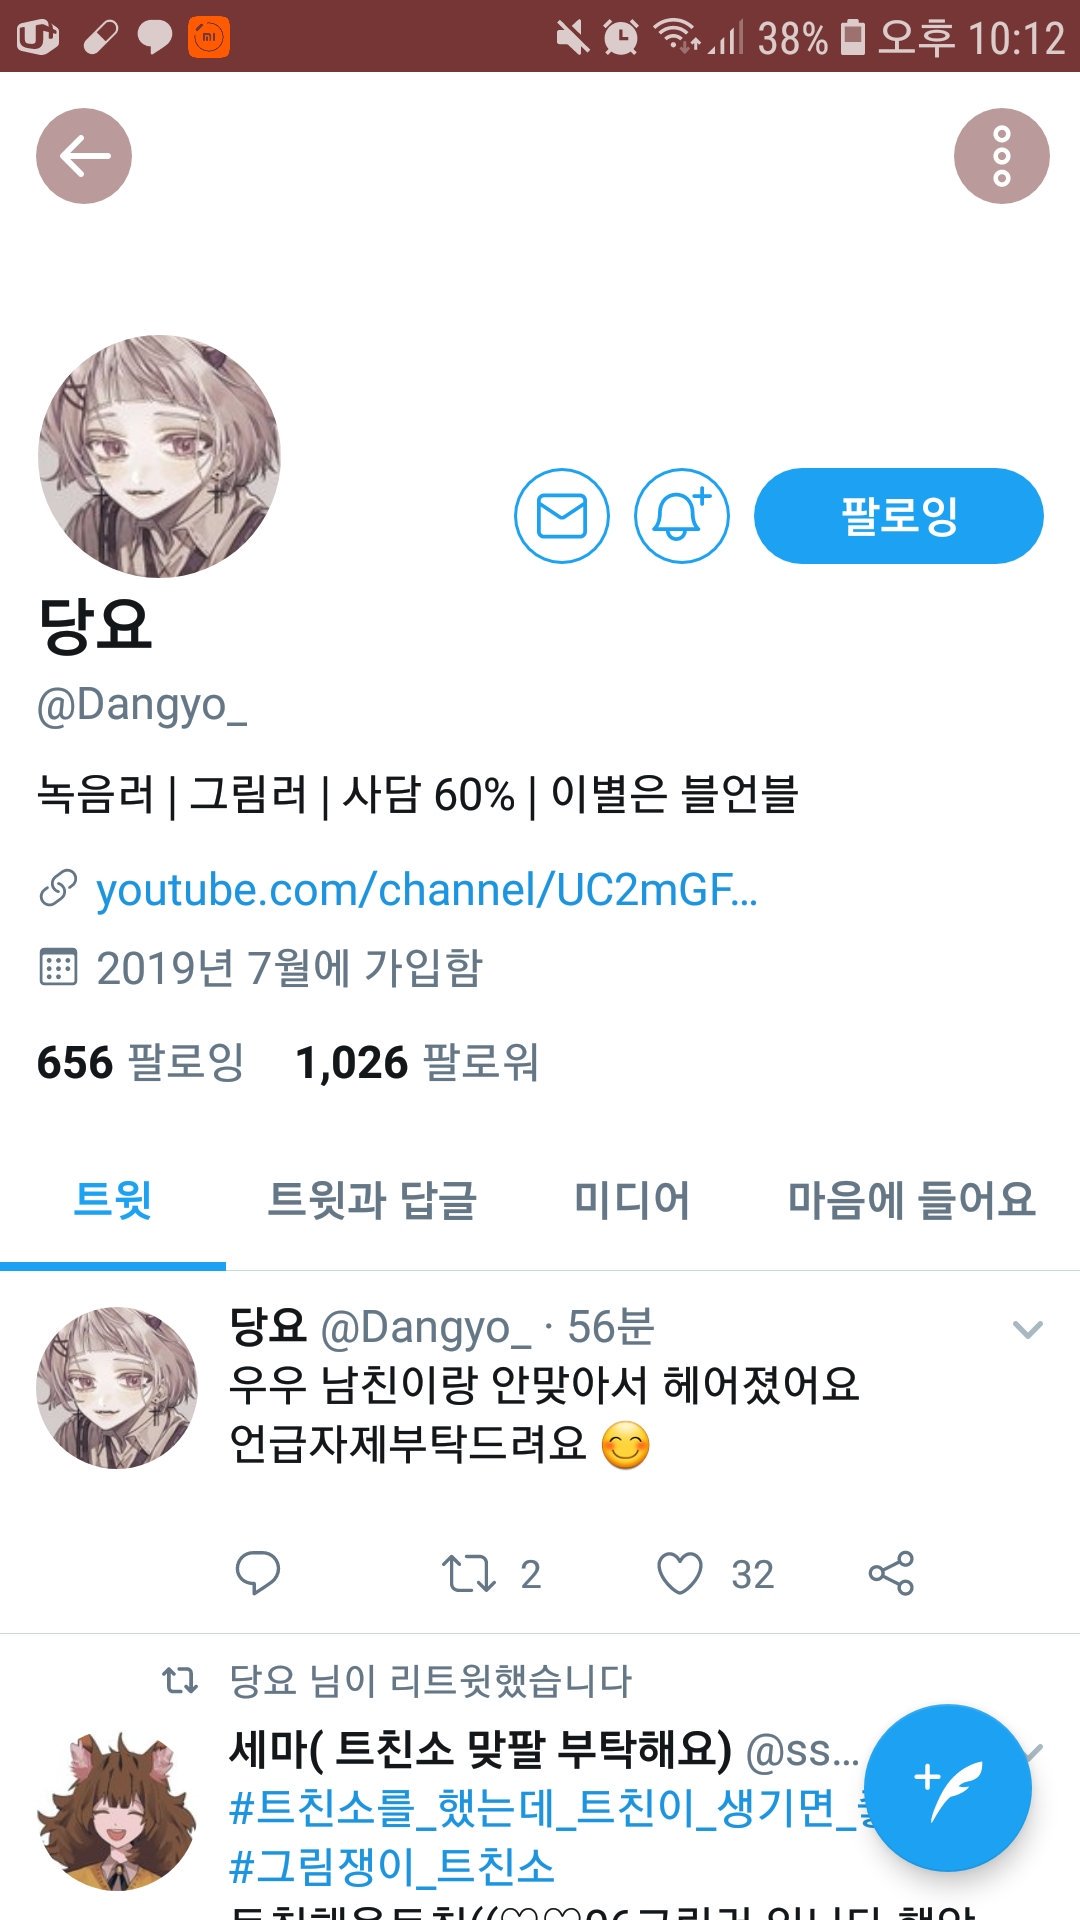 38% 오후 10:12
당요
팔로잉
@Dangyo_
녹음러 | 그림러 | 사담 60% | 이별은 블언블
youtube.com/channel/UC2mGF...
2019년 7월에 가입함
656 팔로잉 1,026 팔로워
트윗 트윗과 답글 미디어 마음에 들어요
당요 @Dangyo_ · 56분
우우 남친이랑 안맞아서 헤어졌어요
언급자제부탁드려요 😊
2 32
당요 님이 리트윗했습니다
세마( 트친소 맞팔 부탁해요) @ss...
#트친소를_했는데_트친이_생기면_
#그림쟁이_트친소